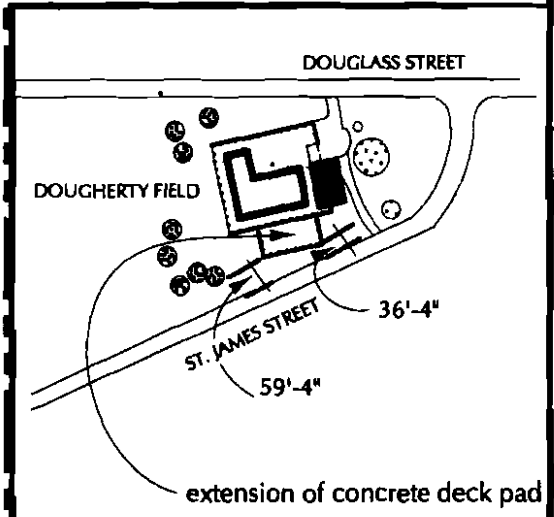 DOUGLASS STREET
DOUGHERTY FIELD
36'-4"
ST. JAMES STREET
59'-4"
extension of concrete deck pad